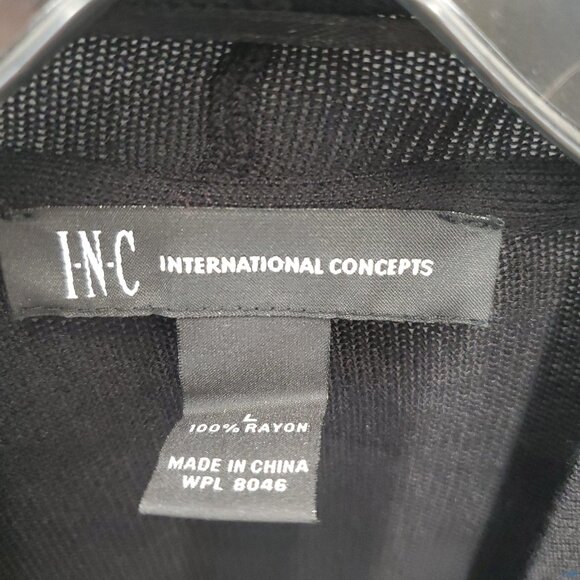 I·N·C INTERNATIONAL CONCEPTS
L
100% RAYON
MADE IN CHINA
WPL 8046